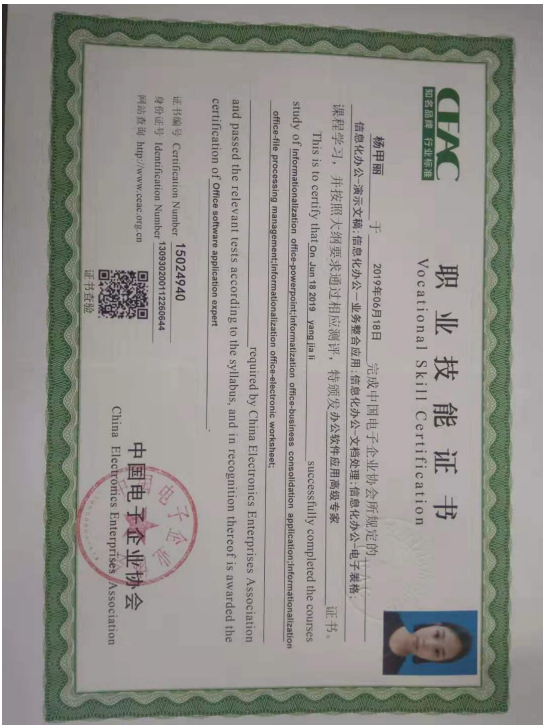 CEAC
知名品牌 行业标准
职业技能证书
Vocational Skill Certification
杨甲丽 于 2019年06月18日 完成中国电子企业协会所规定的
信息化办公-演示文稿;信息化办公-业务整合应用;信息化办公-文档处理;信息化办公-电子表格;
课程学习，并按照大纲要求通过相应测评，特颁发办公软件应用高级专家 证书。
This is to certify that On Jun 18 2019 yang jia li successfully completed the courses
study of Informationalization office-powerpoint;Informatization office-business consolidation application;Informationalization
office-file processing management;Informationalization office-electronic worksheet;
required by China Electronics Enterprises Association
and passed the relevant tests according to the syllabus, and in recognition thereof is awarded the
certification of Office software application expert .
证书编号 Certification Number 15024940
身份证号 Identification Number 130930200112260644
网站查询 http://www.ceac.org.cn
证书查验
中国电子企业协会
China Electronics Enterprises Association